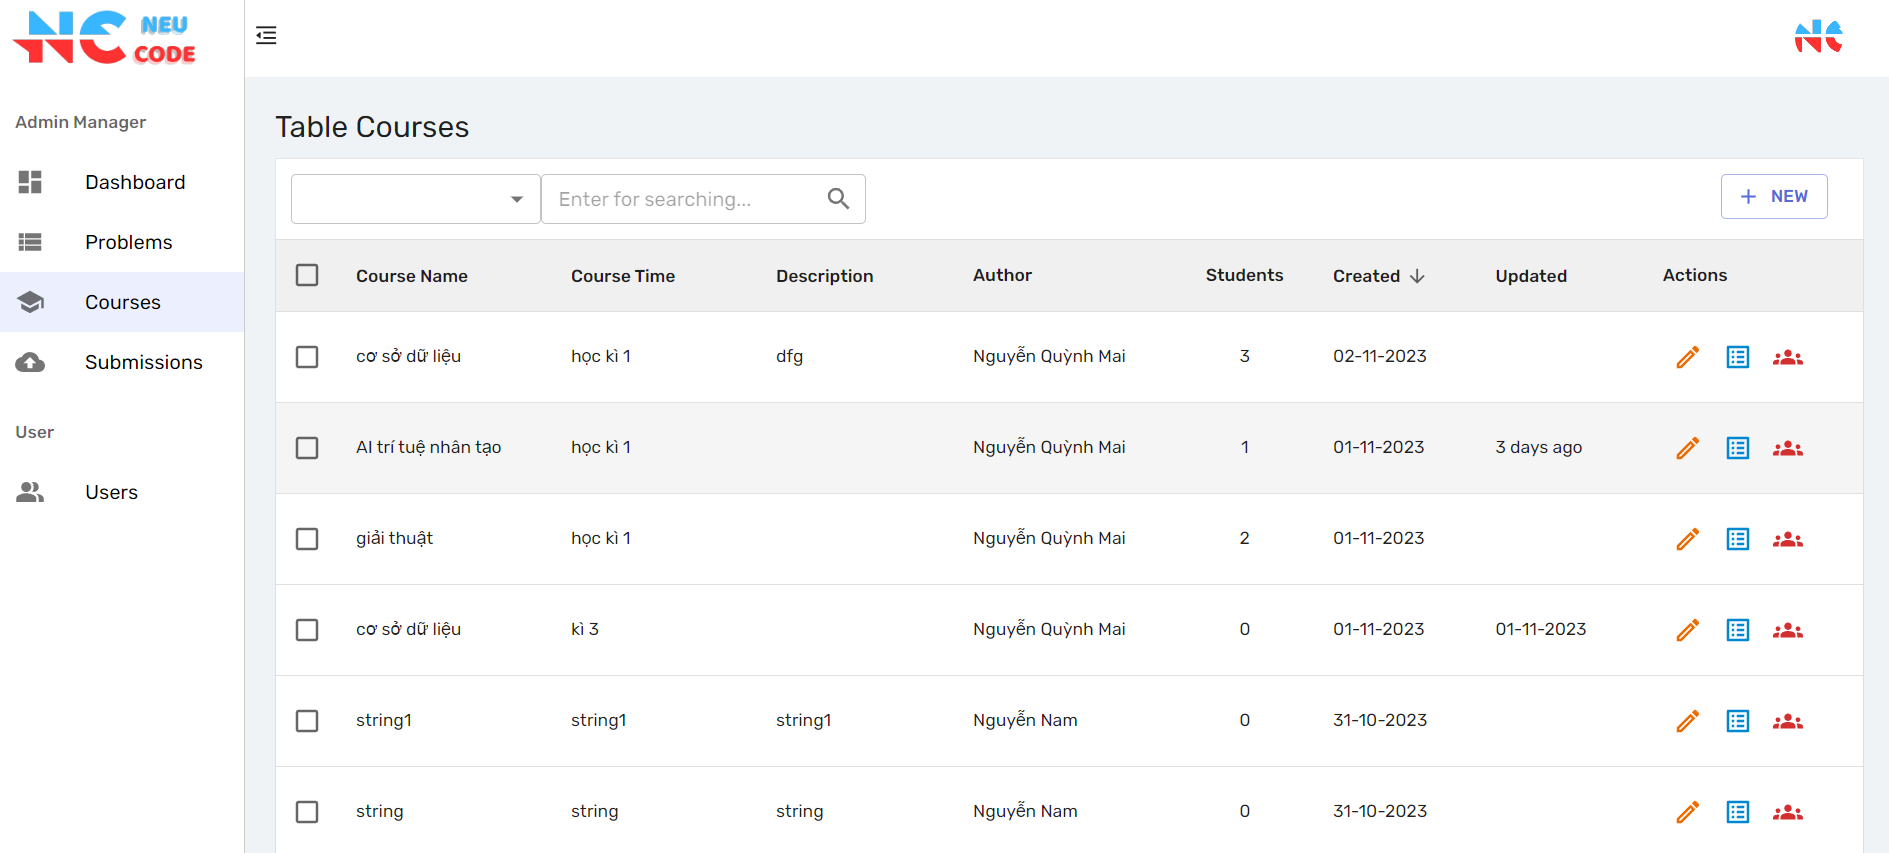 NEU
CODE
Admin Manager
Dashboard
Problems
Courses
Submissions
User
Users
Table Courses
Enter for searching...
NEW
Course Name Course Time Description Author Students Created Updated Actions
cơ sở dữ liệu học kì 1 dfg Nguyễn Quỳnh Mai 3 02-11-2023
AI trí tuệ nhân tạo học kì 1 Nguyễn Quỳnh Mai 1 01-11-2023 3 days ago
giải thuật học kì 1 Nguyễn Quỳnh Mai 2 01-11-2023
cơ sở dữ liệu kì 3 Nguyễn Quỳnh Mai 0 01-11-2023 01-11-2023
string1 string1 string1 Nguyễn Nam 0 31-10-2023
string string string Nguyễn Nam 0 31-10-2023